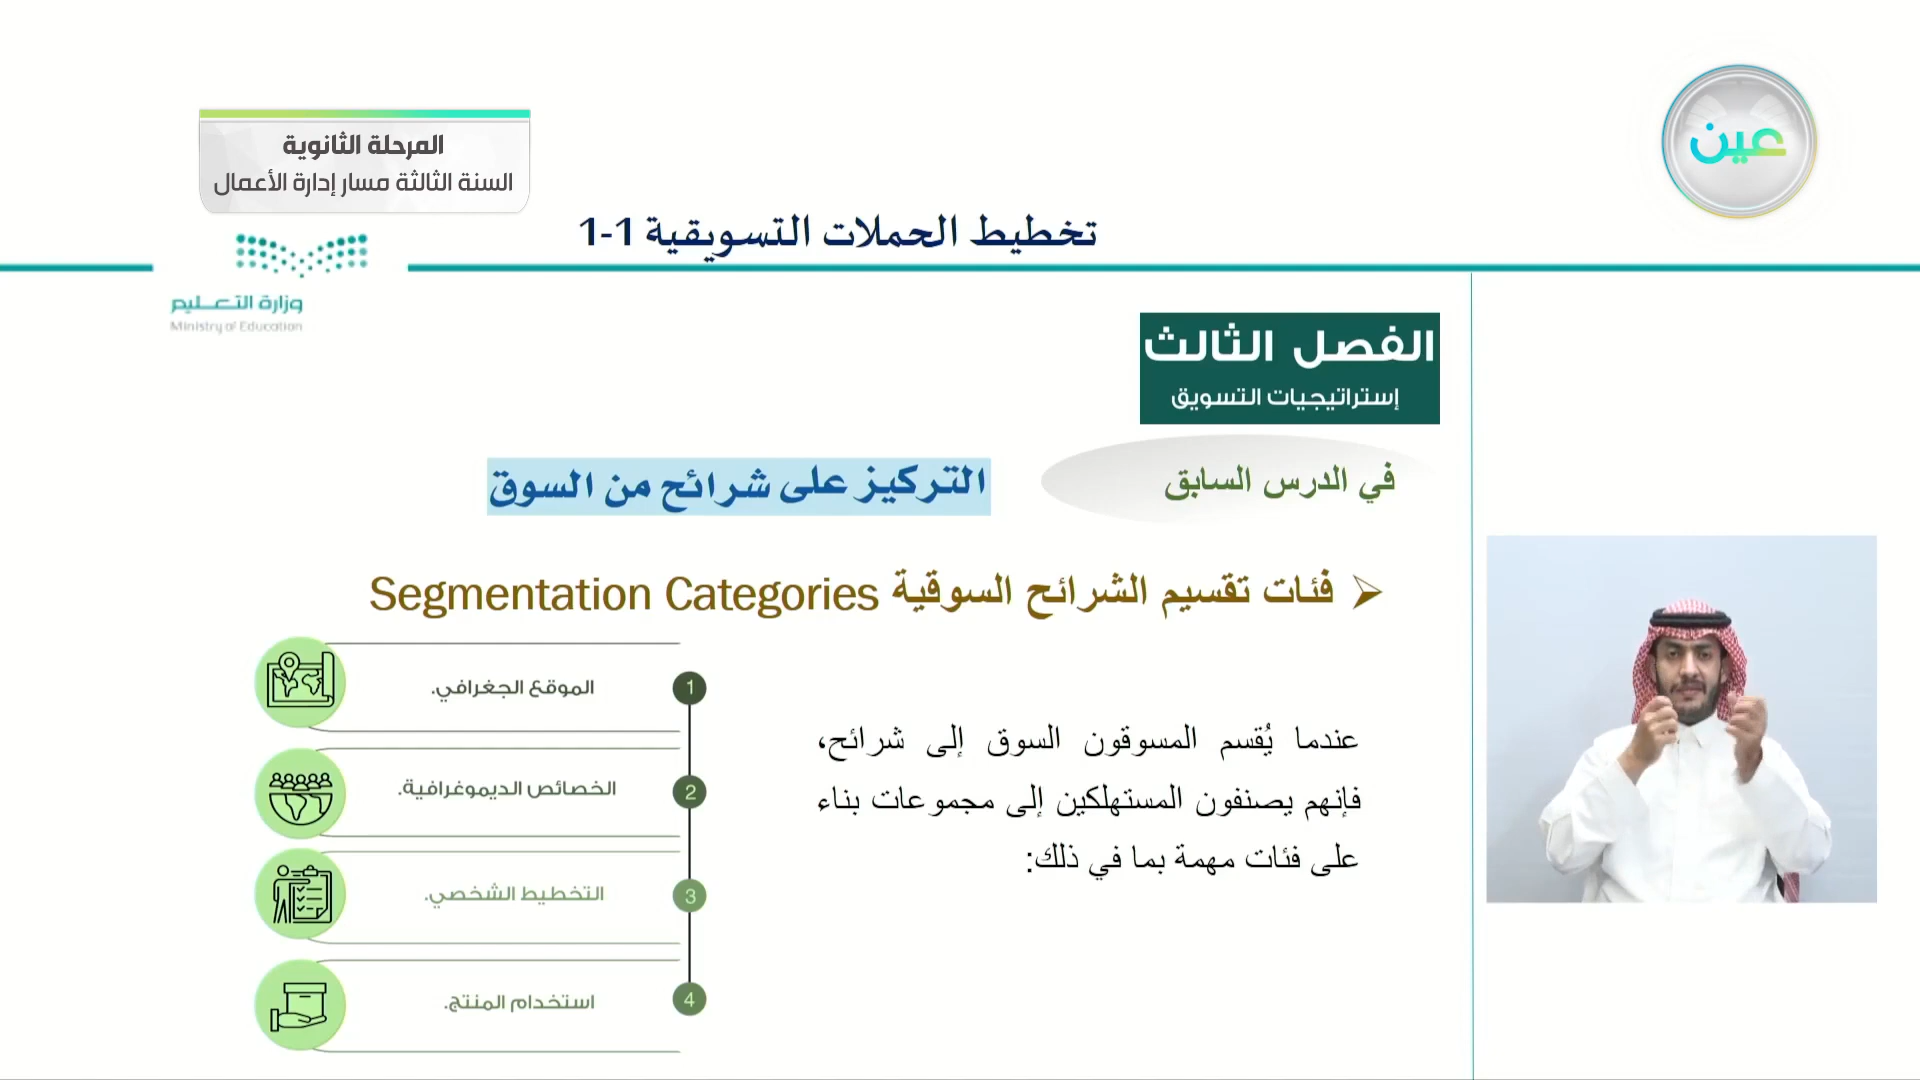 عين
المرحلة الثانوية
السنة الثالثة مسار إدارة الأعمال
تخطيط الحملات التسويقية 1-1
وزارة التعليم
Ministry of Education
الفصل الثالث
إستراتيجيات التسويق
في الدرس السابق
التركيز على شرائح من السوق
فئات تقسيم الشرائح السوقية Segmentation Categories
عندما يُقسم المسوقون السوق إلى شرائح،
فإنهم يصنفون المستهلكين إلى مجموعات بناء
على فئات مهمة بما في ذلك:
1 الموقع الجغرافي.
2 الخصائص الديموغرافية.
3 التخطيط الشخصي.
4 استخدام المنتج.